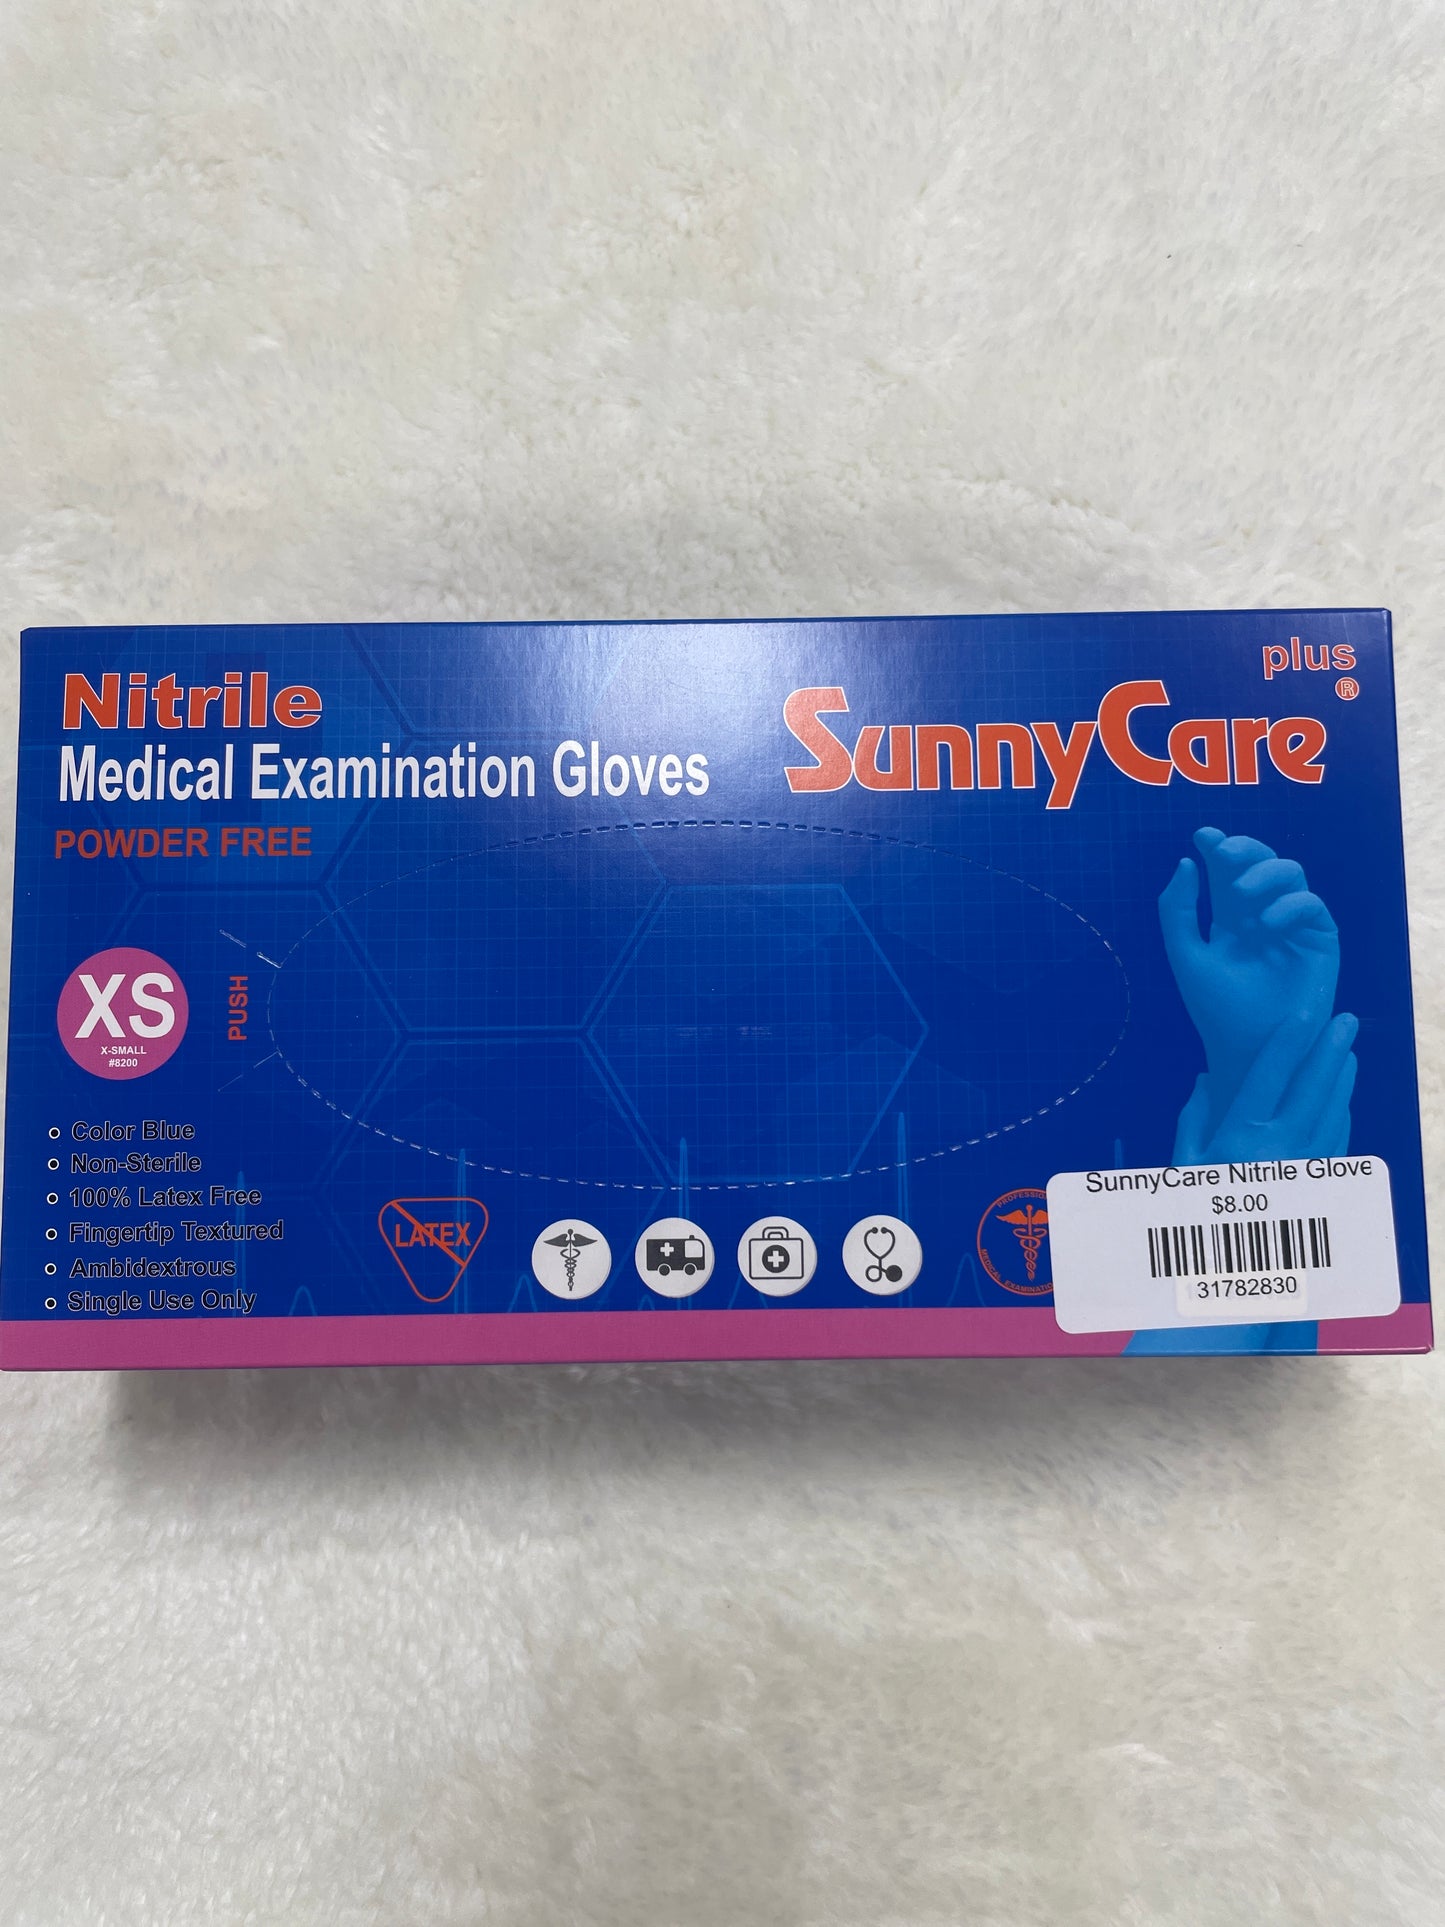 Nitrile
Medical Examination Gloves
POWDER FREE
plus
SunnyCare®
XS
X-SMALL
#8200
PUSH
Color Blue
Non-Sterile
100% Latex Free
Fingertip Textured
Ambidextrous
Single Use Only
LATEX
MEDICAL
SunnyCare Nitrile Glove
$8.00
31782830